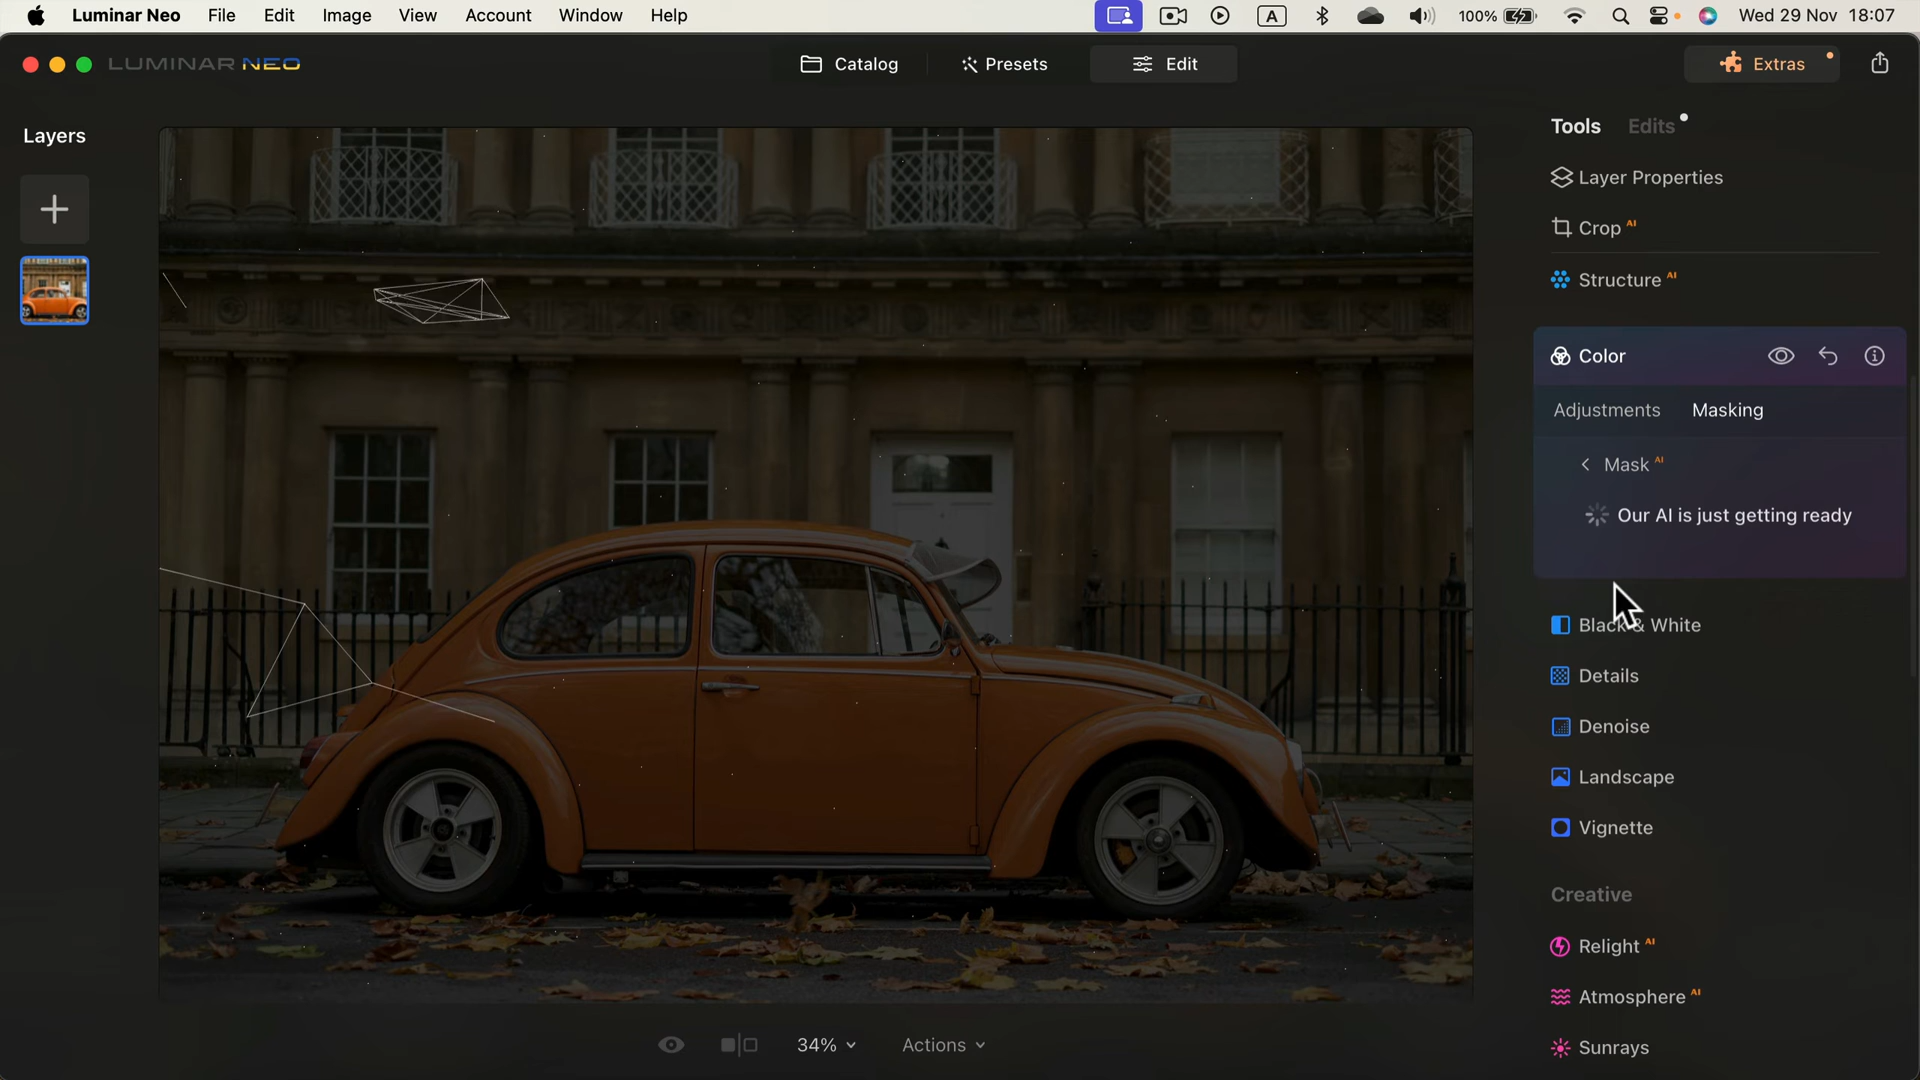 Luminar Neo File Edit Image View Account Window Help A 100% Wed 29 Nov 18:07
LUMINAR NEO Catalog Presets Edit Extras
Layers
Tools Edits
Layer Properties
Crop AI
Structure AI
Color
Adjustments Masking
Mask AI
Our AI is just getting ready
Black & White
Details
Denoise
Landscape
Vignette
Creative
Relight AI
Atmosphere AI
Sunrays
34% Actions